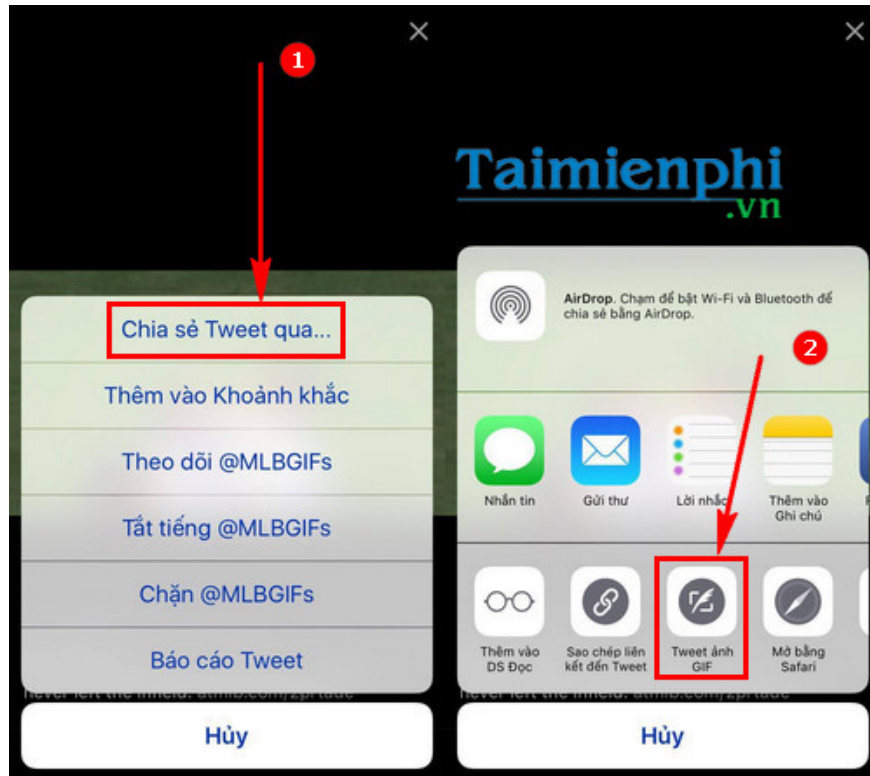 1
Chia sẻ Tweet qua...
Thêm vào Khoảnh khắc
Theo dõi @MLBGIFs
Tắt tiếng @MLBGIFs
Chặn @MLBGIFs
Báo cáo Tweet
Hủy
Taimienphi
.vn
AirDrop. Chạm để bật Wi-Fi và Bluetooth để
chia sẻ bằng AirDrop.
2
Nhắn tin
Gửi thư
Lời nhắc
Thêm vào
Ghi chú
Thêm vào
DS Đọc
Sao chép liên
kết đến Tweet
Tweet ảnh
GIF
Mở bằng
Safari
Hủy